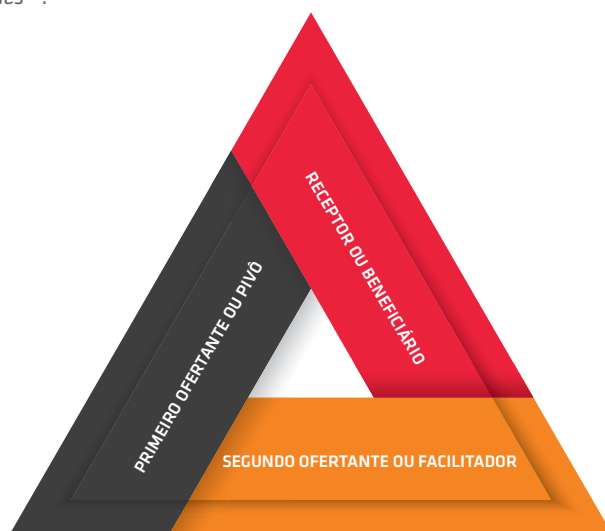 RECEPTOR OU BENEFICIÁRIO
PRIMEIRO OFERTANTE OU PIVÔ
SEGUNDO OFERTANTE OU FACILITADOR